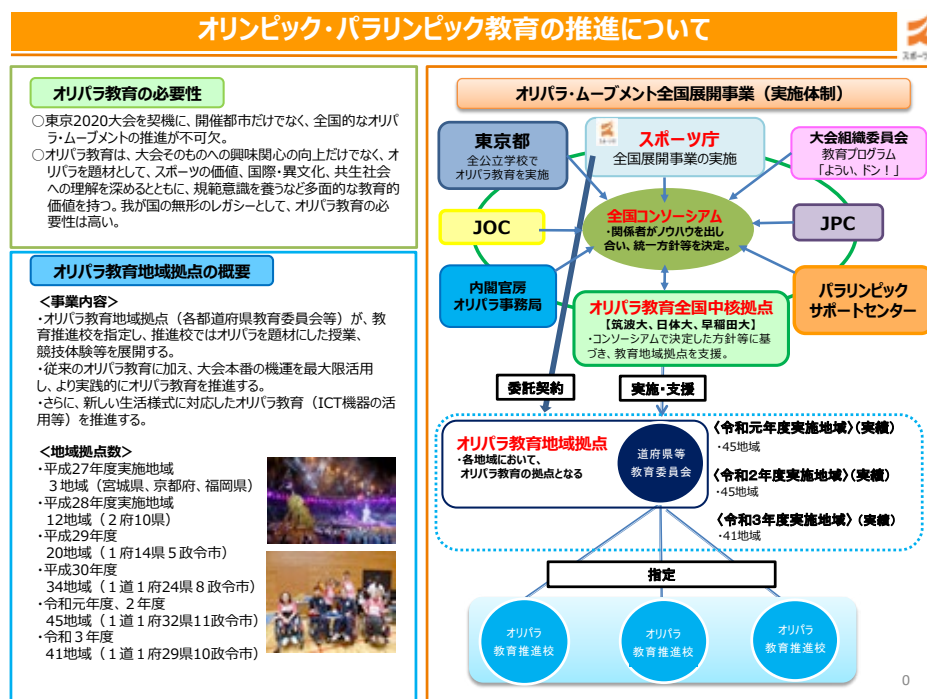 オリンピック・パラリンピック教育の推進について
オリパラ教育の必要性
○東京2020大会を契機に、開催都市だけでなく、全国的なオリパ
ラ・ムーブメントの推進が不可欠。
○オリパラ教育は、大会そのものへの興味関心の向上だけでなく、オ
リパラを題材として、スポーツの価値、国際・異文化、共生社会
への理解を深めるとともに、規範意識を養うなど多面的な教育的
価値を持つ。我が国の無形のレガシーとして、オリパラ教育の必
要性は高い。
オリパラ教育地域拠点の概要
＜事業内容＞
・オリパラ教育地域拠点（各都道府県教育委員会等）が、教
育推進校を指定し、推進校ではオリパラを題材にした授業、
競技体験等を展開する。
・従来のオリパラ教育に加え、大会本番の機運を最大限活用
し、より実践的にオリパラ教育を推進する。
・さらに、新しい生活様式に対応したオリパラ教育（ICT機器の活
用等）を推進する。
＜地域拠点数＞
・平成27年度実施地域
３地域（宮城県、京都府、福岡県）
・平成28年度実施地域
12地域（２府10県）
・平成29年度
20地域（１府14県５政令市）
・平成30年度
34地域（１道１府24県８政令市）
・令和元年度、２年度
45地域（１道１府32県11政令市）
・令和３年度
41地域（１道１府29県10政令市）
オリパラ・ムーブメント全国展開事業（実施体制）
東京都
全公立学校で
オリパラ教育を実施
スポーツ庁
全国展開事業の実施
大会組織委員会
教育プログラム
「ようい、ドン！」
JOC
全国コンソーシアム
・関係者がノウハウを出し
合い、統一方針等を決定。
JPC
内閣官房
オリパラ事務局
オリパラ教育全国中核拠点
【筑波大、日体大、早稲田大】
・コンソーシアムで決定した方針等に基
づき、教育地域拠点を支援。
パラリンピック
サポートセンター
委託契約
実施・支援
オリパラ教育地域拠点
・各地域において、
オリパラ教育の拠点となる
道府県等
教育委員会
〈令和元年度実施地域〉（実績）
・45地域
〈令和２年度実施地域〉（実績）
・45地域
〈令和３年度実施地域〉（実績）
・41地域
指定
オリパラ
教育推進校
オリパラ
教育推進校
オリパラ
教育推進校
0